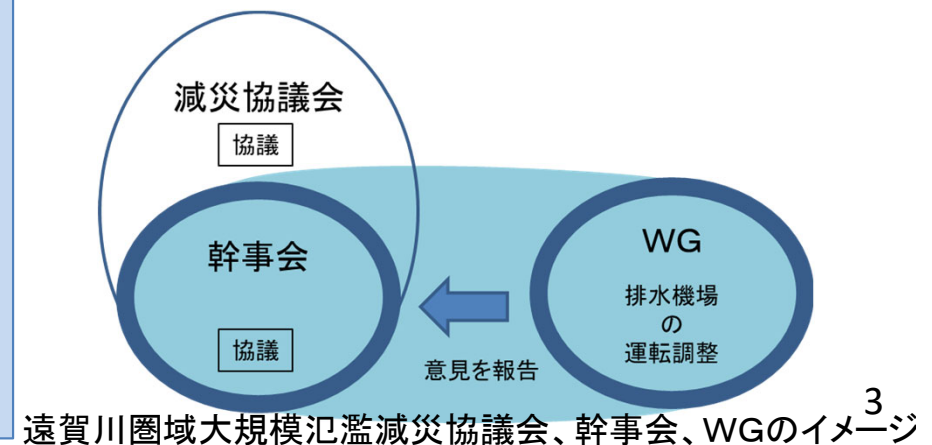 減災協議会
協議
幹事会
協議
意見を報告
WG
排水機場
の
運転調整
3
遠賀川圏域大規模氾濫減災協議会、幹事会、WGのイメージ